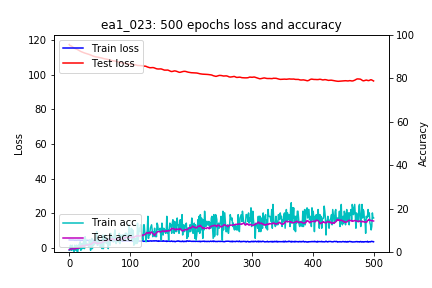 ea1_023: 500 epochs loss and accuracy
120
100
80
60
40
20
0
Loss
Train loss
Test loss
Train acc
Test acc
100
80
60
40
20
0
Accuracy
0 100 200 300 400 500